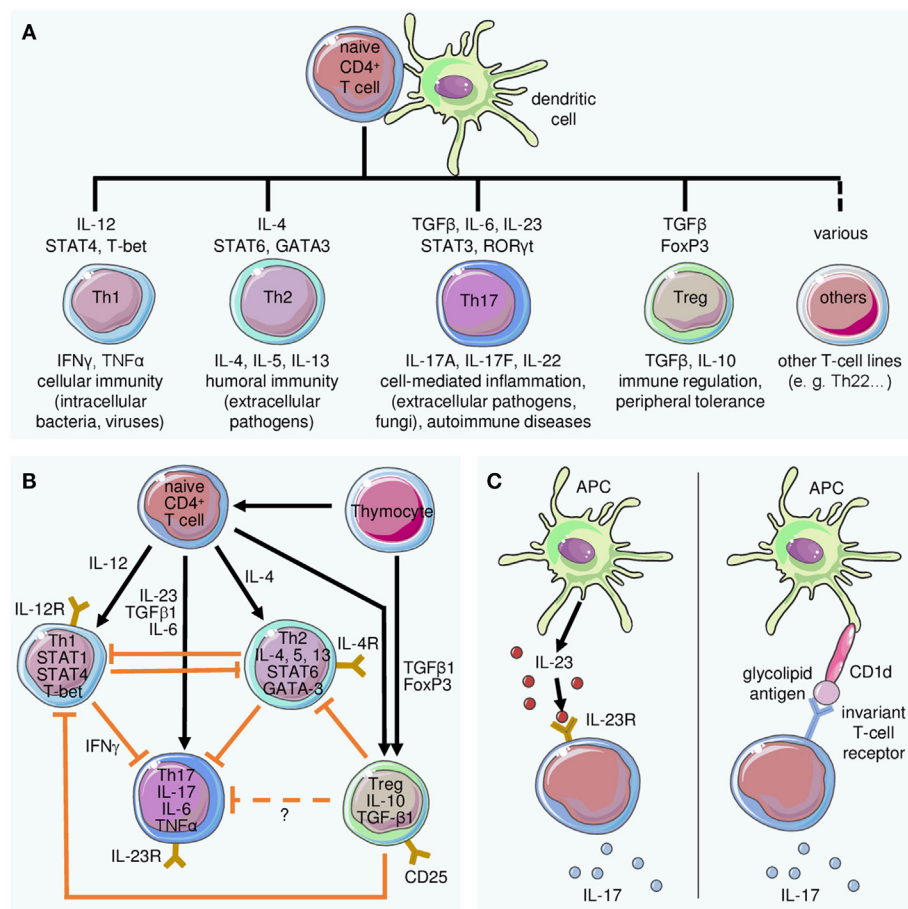 A
naive
CD4+
T cell
dendritic
cell
IL-12
STAT4, T-bet
Th1
IFNγ, TNFα
cellular immunity
(intracellular
bacteria, viruses)
IL-4
STAT6, GATA3
Th2
IL-4, IL-5, IL-13
humoral immunity
(extracellular
pathogens)
TGFβ, IL-6, IL-23
STAT3, RORγt
Th17
IL-17A, IL-17F, IL-22
cell-mediated inflammation,
(extracellular pathogens,
fungi), autoimmune diseases
TGFβ
FoxP3
Treg
TGFβ, IL-10
immune regulation,
peripheral tolerance
various
others
other T-cell lines
(e. g. Th22...)
B
naive
CD4+
T cell
Thymocyte
IL-12
IL-23
TGFβ1
IL-6
IL-4
IL-12R
Th1
STAT1
STAT4
T-bet
Th2
IL-4, 5, 13
STAT6
GATA-3
IL-4R
TGFβ1
FoxP3
IFNγ
Th17
IL-17
IL-6
TNFα
IL-23R
?
Treg
IL-10
TGF-β1
CD25
C
APC
IL-23
IL-23R
IL-17
APC
glycolipid
antigen
CD1d
invariant
T-cell
receptor
IL-17